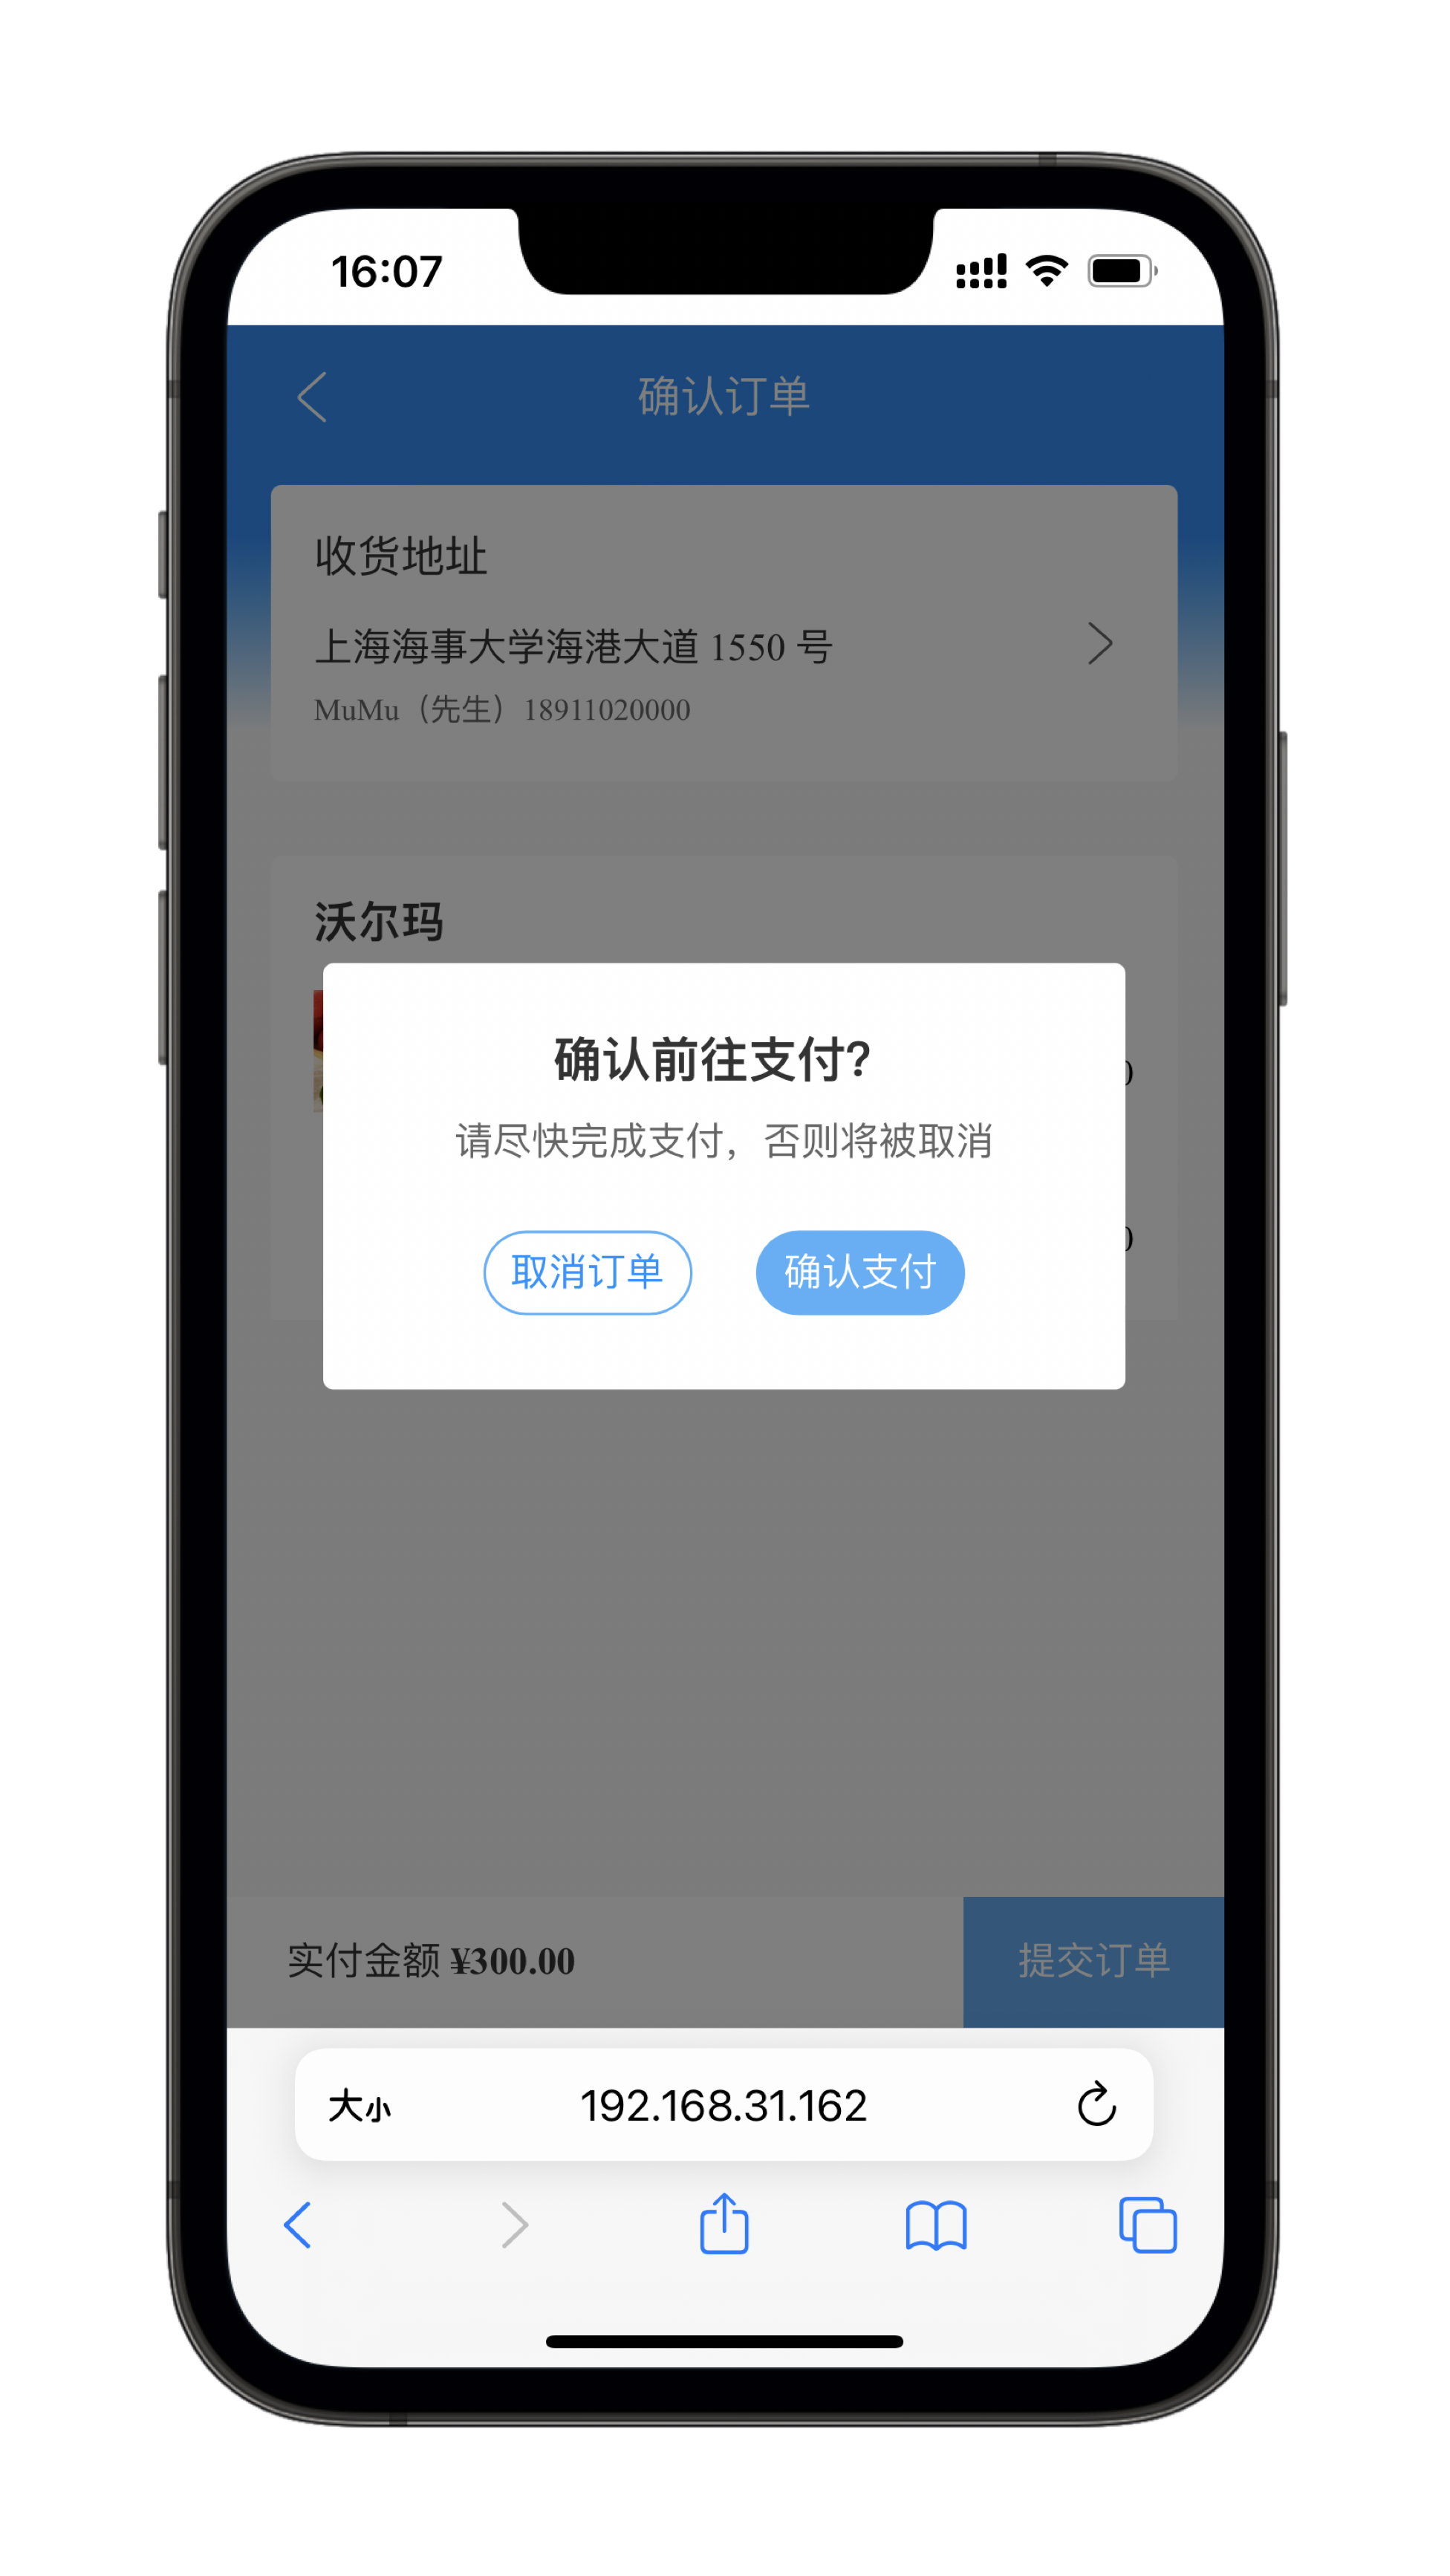 16:07
确认订单
收货地址
上海海事大学海港大道 1550 号
MuMu（先生）18911020000
沃尔玛
确认前往支付?
请尽快完成支付，否则将被取消
取消订单 确认支付
实付金额 ¥300.00 提交订单
大小 192.168.31.162